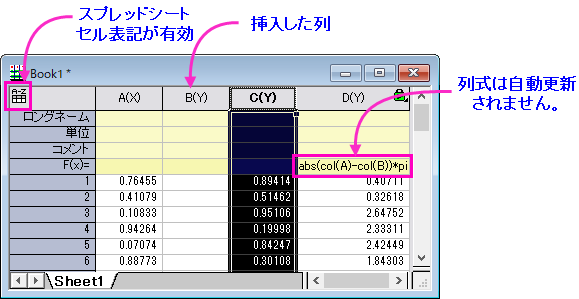 スプレッドシート
セル表記が有効
挿入した列
列式は自動更新
されません。
Book1 *
A(X) B(Y) C(Y) D(Y)
ロングネーム
単位
コメント
F(x)= abs(col(A)-col(B))*pi
1 0.76455 0.89414 0.40711
2 0.41079 0.51462 0.32618
3 0.10833 0.95106 2.64752
4 0.94264 0.19998 2.33311
5 0.07074 0.84247 2.42449
6 0.88773 0.30108 1.84303
Sheet1